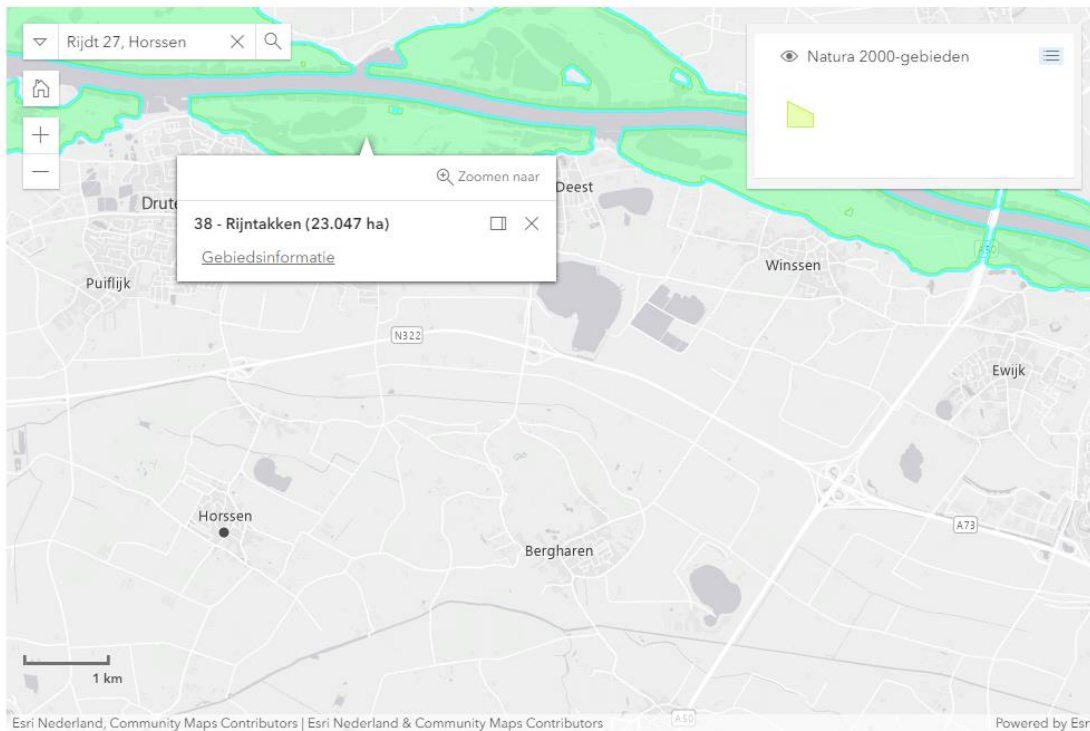 Rijdt 27, Horssen
Natura 2000-gebieden
Zoomen naar
Deest
Drute
38 - Rijntakken (23.047 ha)
Gebiedsinformatie
Winssen
Puiflijk
N322
Ewijk
Horssen
A73
Bergharen
1 km
A50
Esri Nederland, Community Maps Contributors | Esri Nederland & Community Maps Contributors
Powered by Esr